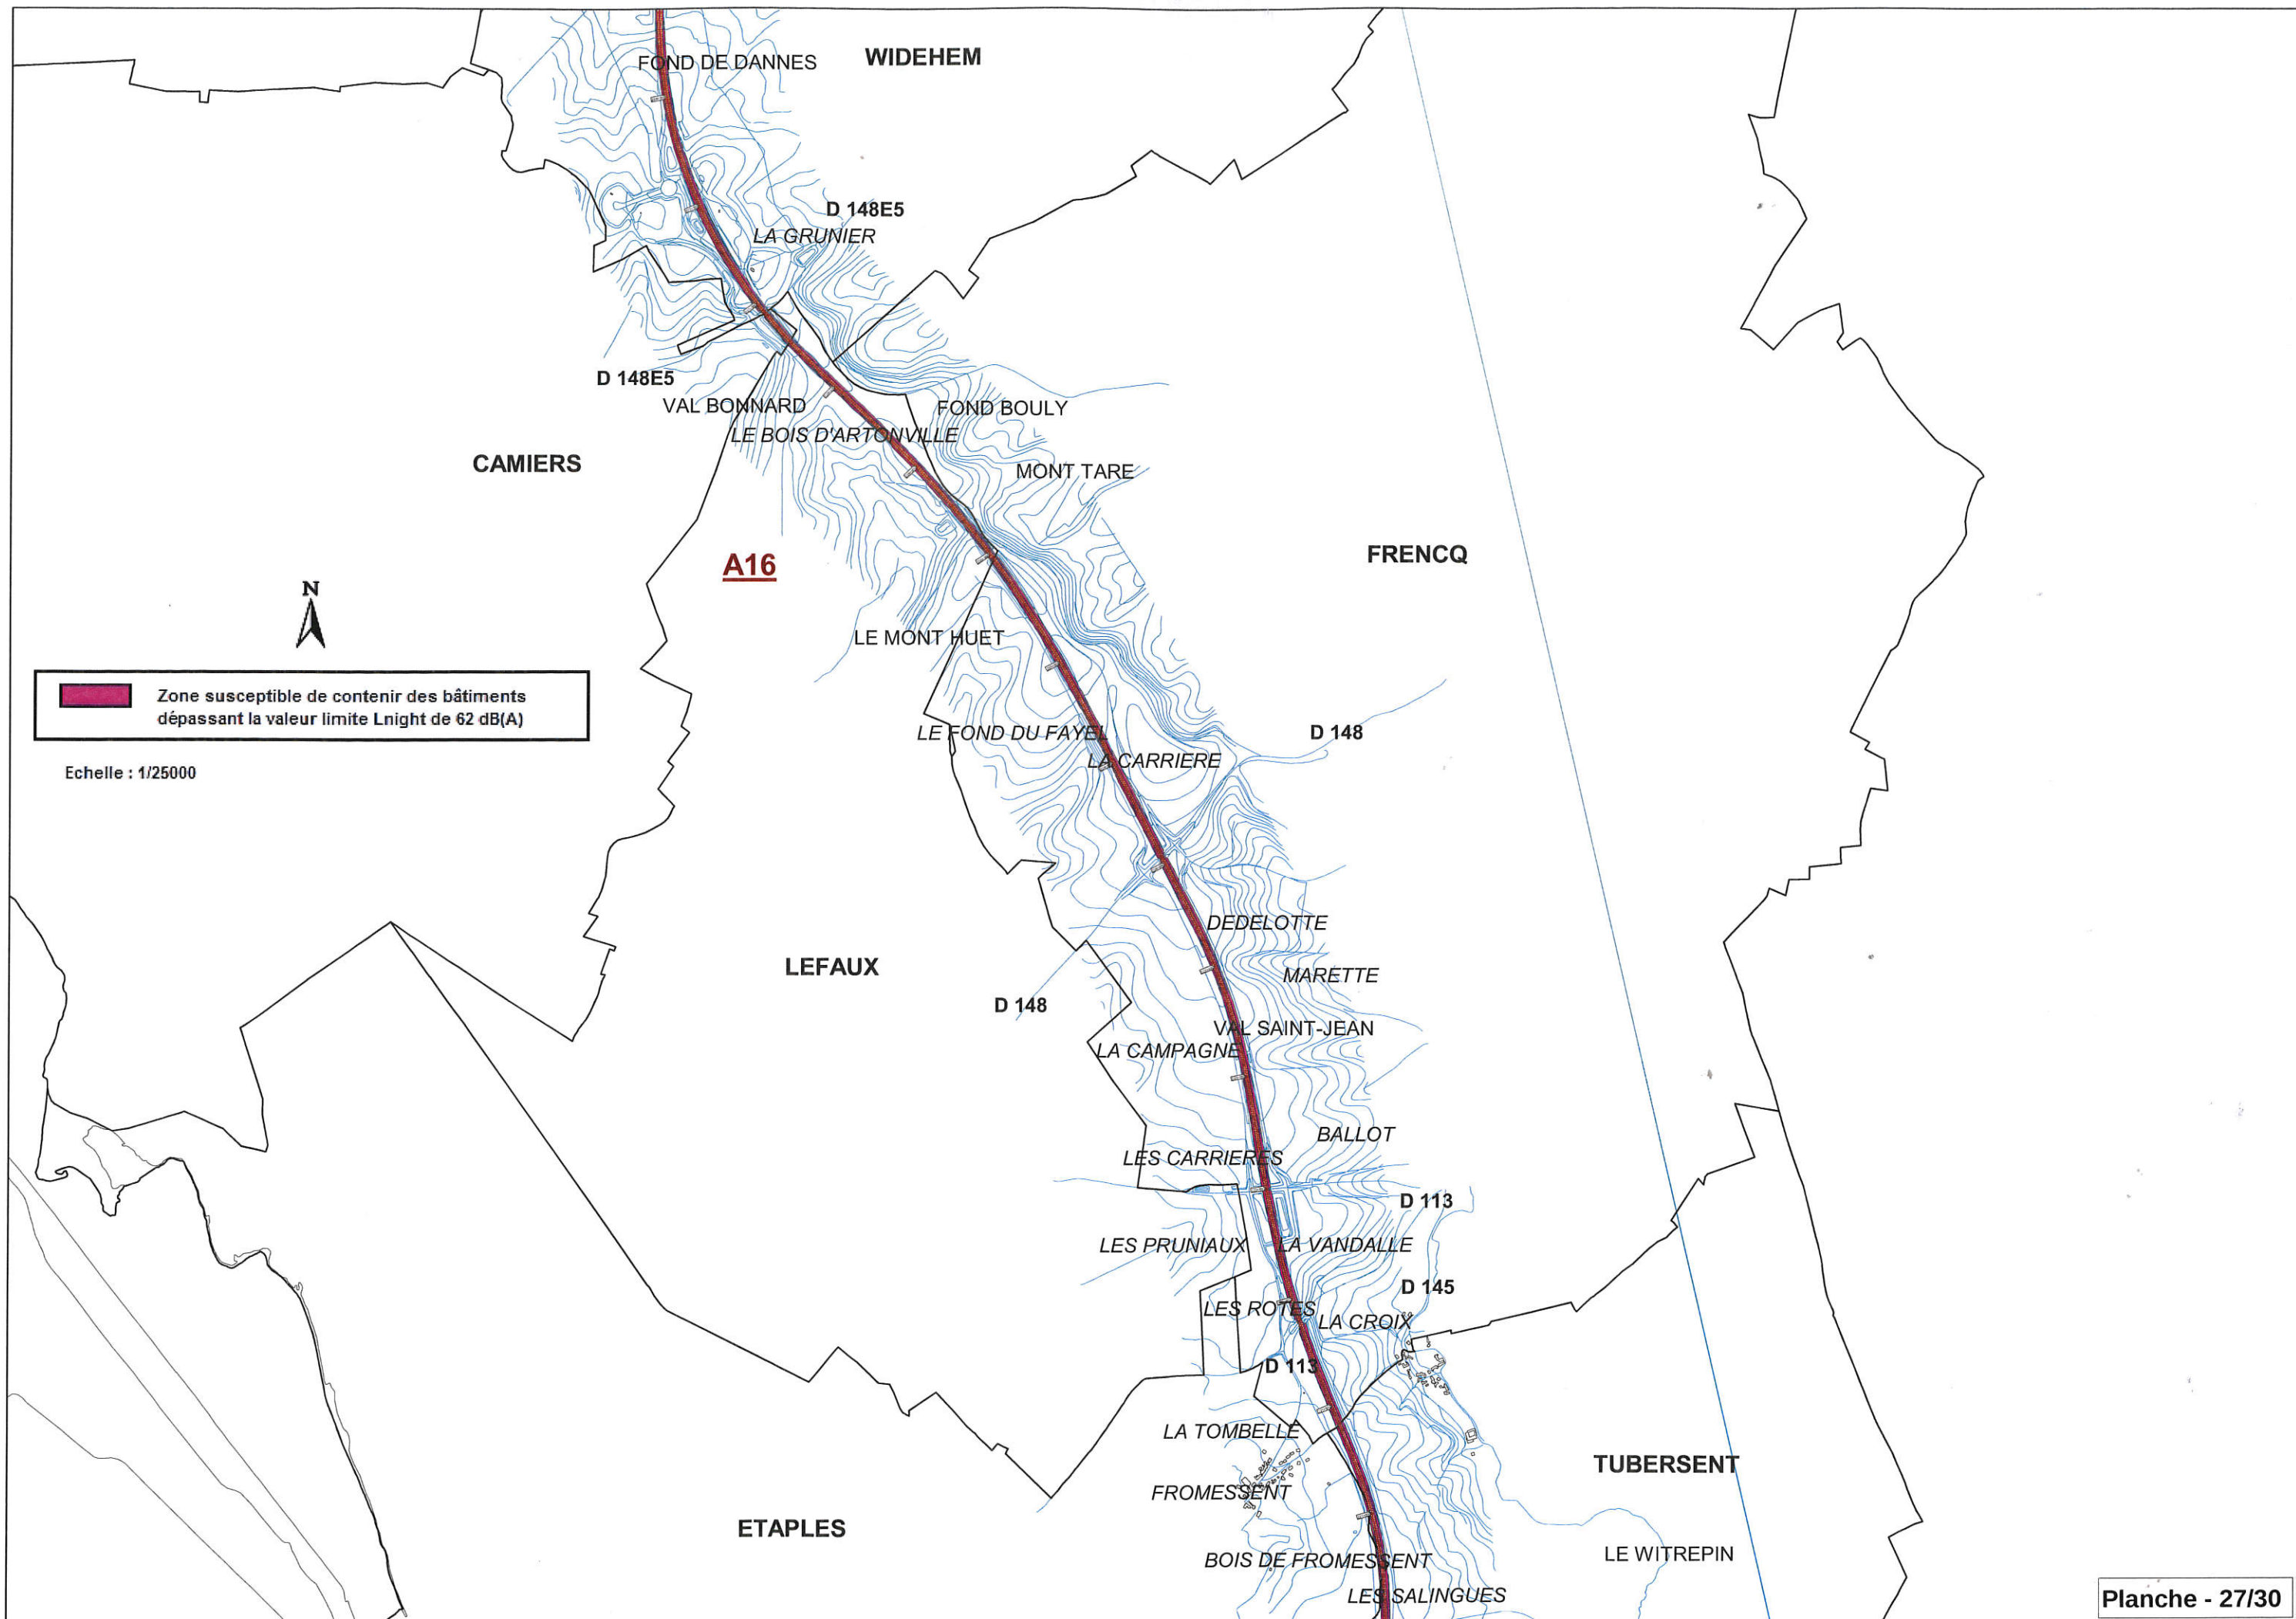 FOND DE DANNES
WIDEHEM
D 148E5
LA GRUNIER
D 148E5
VAL BONNARD
FOND BOULY
LE BOIS D'ARTONVILLE
CAMIERS
MONT TARE
A16
FRENCQ
N
LE MONT HUET
Zone susceptible de contenir des bâtiments
dépassant la valeur limite Lnight de 62 dB(A)
LE FOND DU FAYEL
D 148
LA CARRIERE
Echelle : 1/25000
DEDELOTTE
LEFAUX
MARETTE
D 148
VAL SAINT-JEAN
LA CAMPAGNE
BALLOT
LES CARRIERES
D 113
LES PRUNIAUX
LA VANDALLE
D 145
LES ROTES
LA CROIX
D 113
LA TOMBELLE
TUBERSENT
FROMESSENT
ETAPLES
LE WITREPIN
BOIS DE FROMESSENT
LES SALINGUES
Planche - 27/30